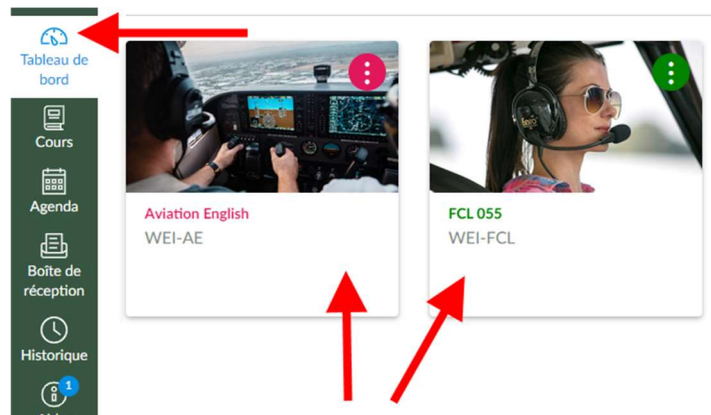 Tableau de
bord
Cours
Agenda
Boîte de
réception
Historique
1
Aviation English
WEI-AE
FCL 055
WEI-FCL